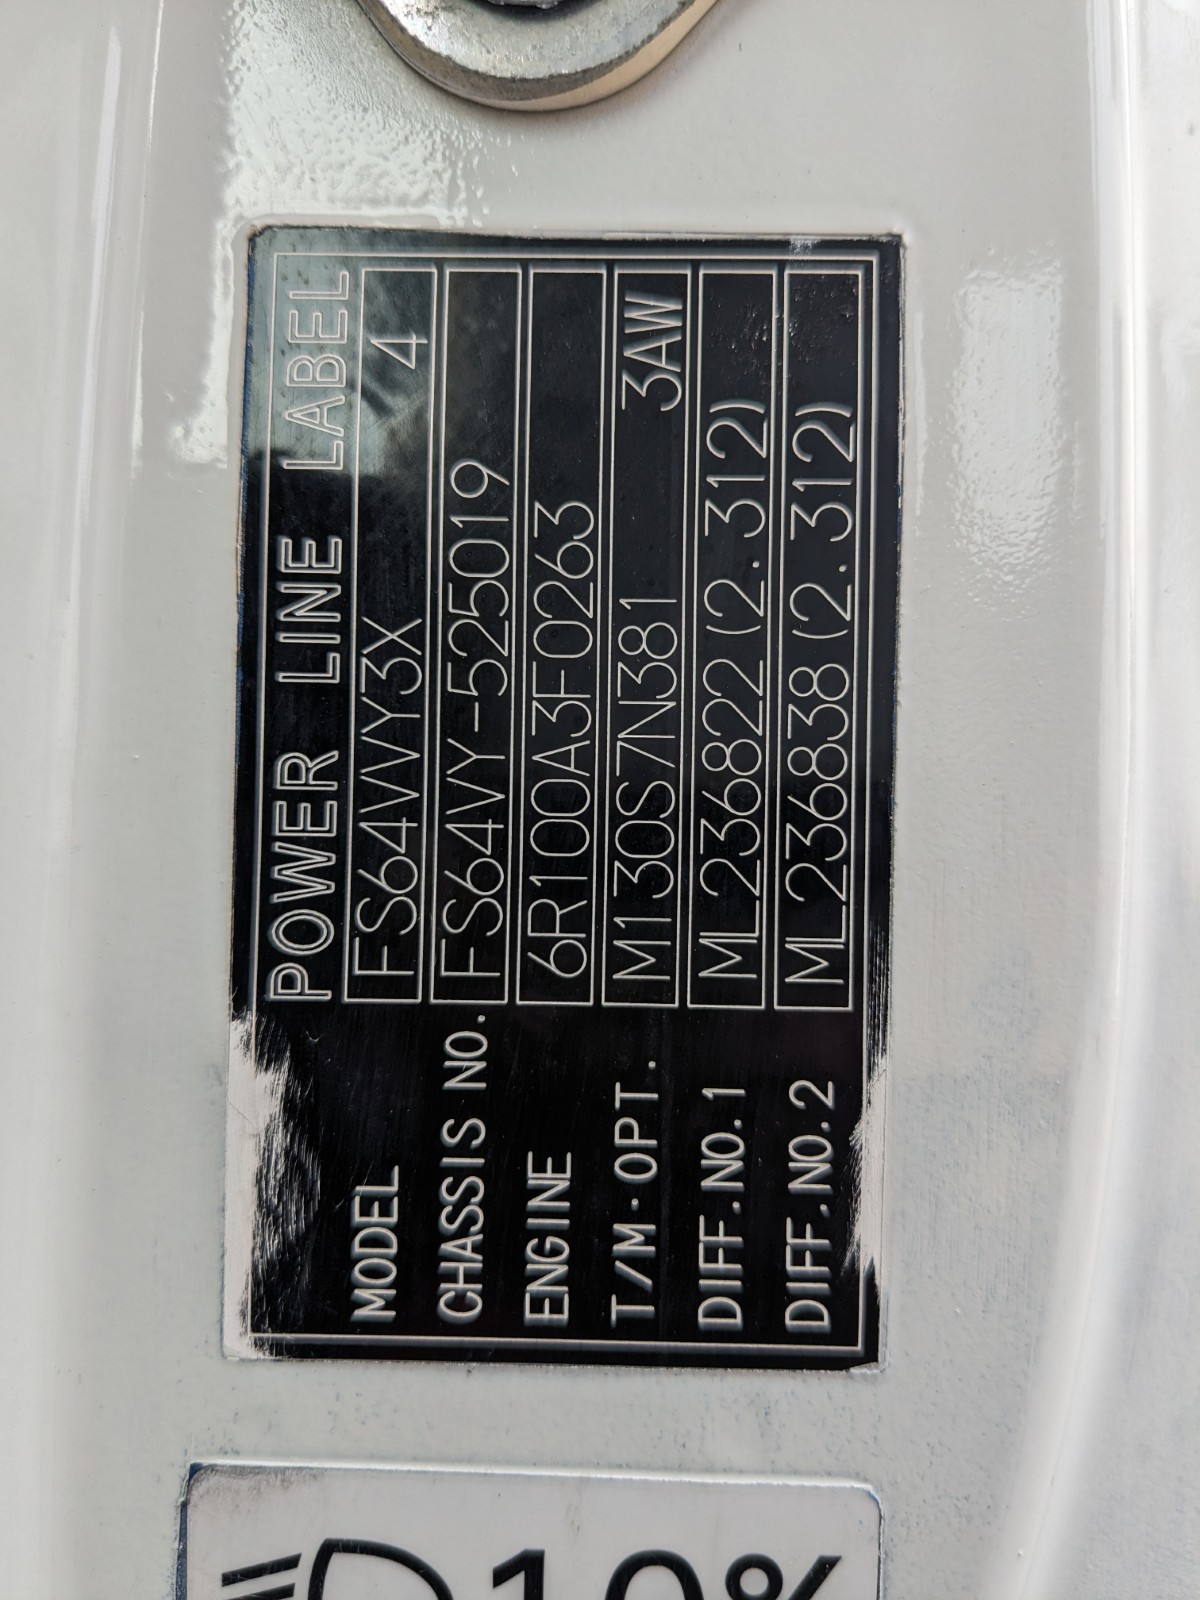 POWER LINE LABEL
MODEL FS64VVY3X 4
CHASSIS NO. FS64VY-525019
ENGINE 6R100A3F0263
T/M·OPT. M130S7N381 3AW
DIFF.NO.1 ML236822(2.312)
DIFF.NO.2 ML236838(2.312)
10%